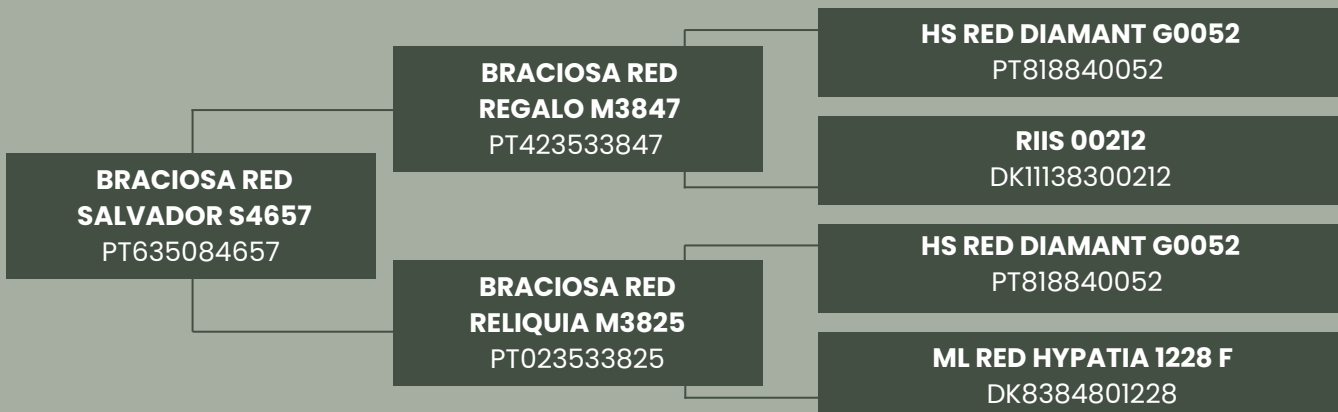 BRACIOSA RED
SALVADOR S4657
PT635084657
BRACIOSA RED
REGALO M3847
PT423533847
BRACIOSA RED
RELIQUIA M3825
PT023533825
HS RED DIAMANT G0052
PT818840052
RIIS 00212
DK11138300212
HS RED DIAMANT G0052
PT818840052
ML RED HYPATIA 1228 F
DK8384801228